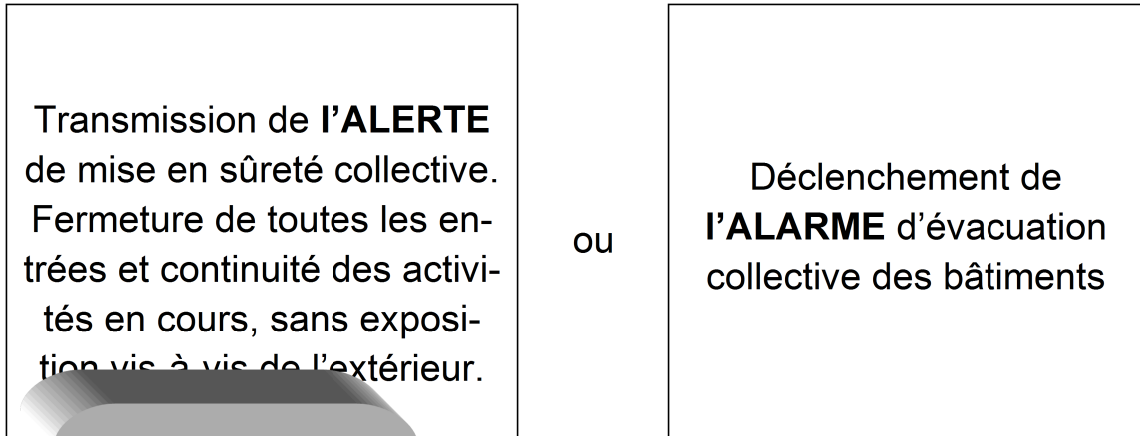 Transmission de l’ALERTE
de mise en sûreté collective.
Fermeture de toutes les en-
trées et continuité des activi-
tés en cours, sans exposi-
tion vis à vis de l’extérieur.
ou
Déclenchement de
l’ALARME d’évacuation
collective des bâtiments